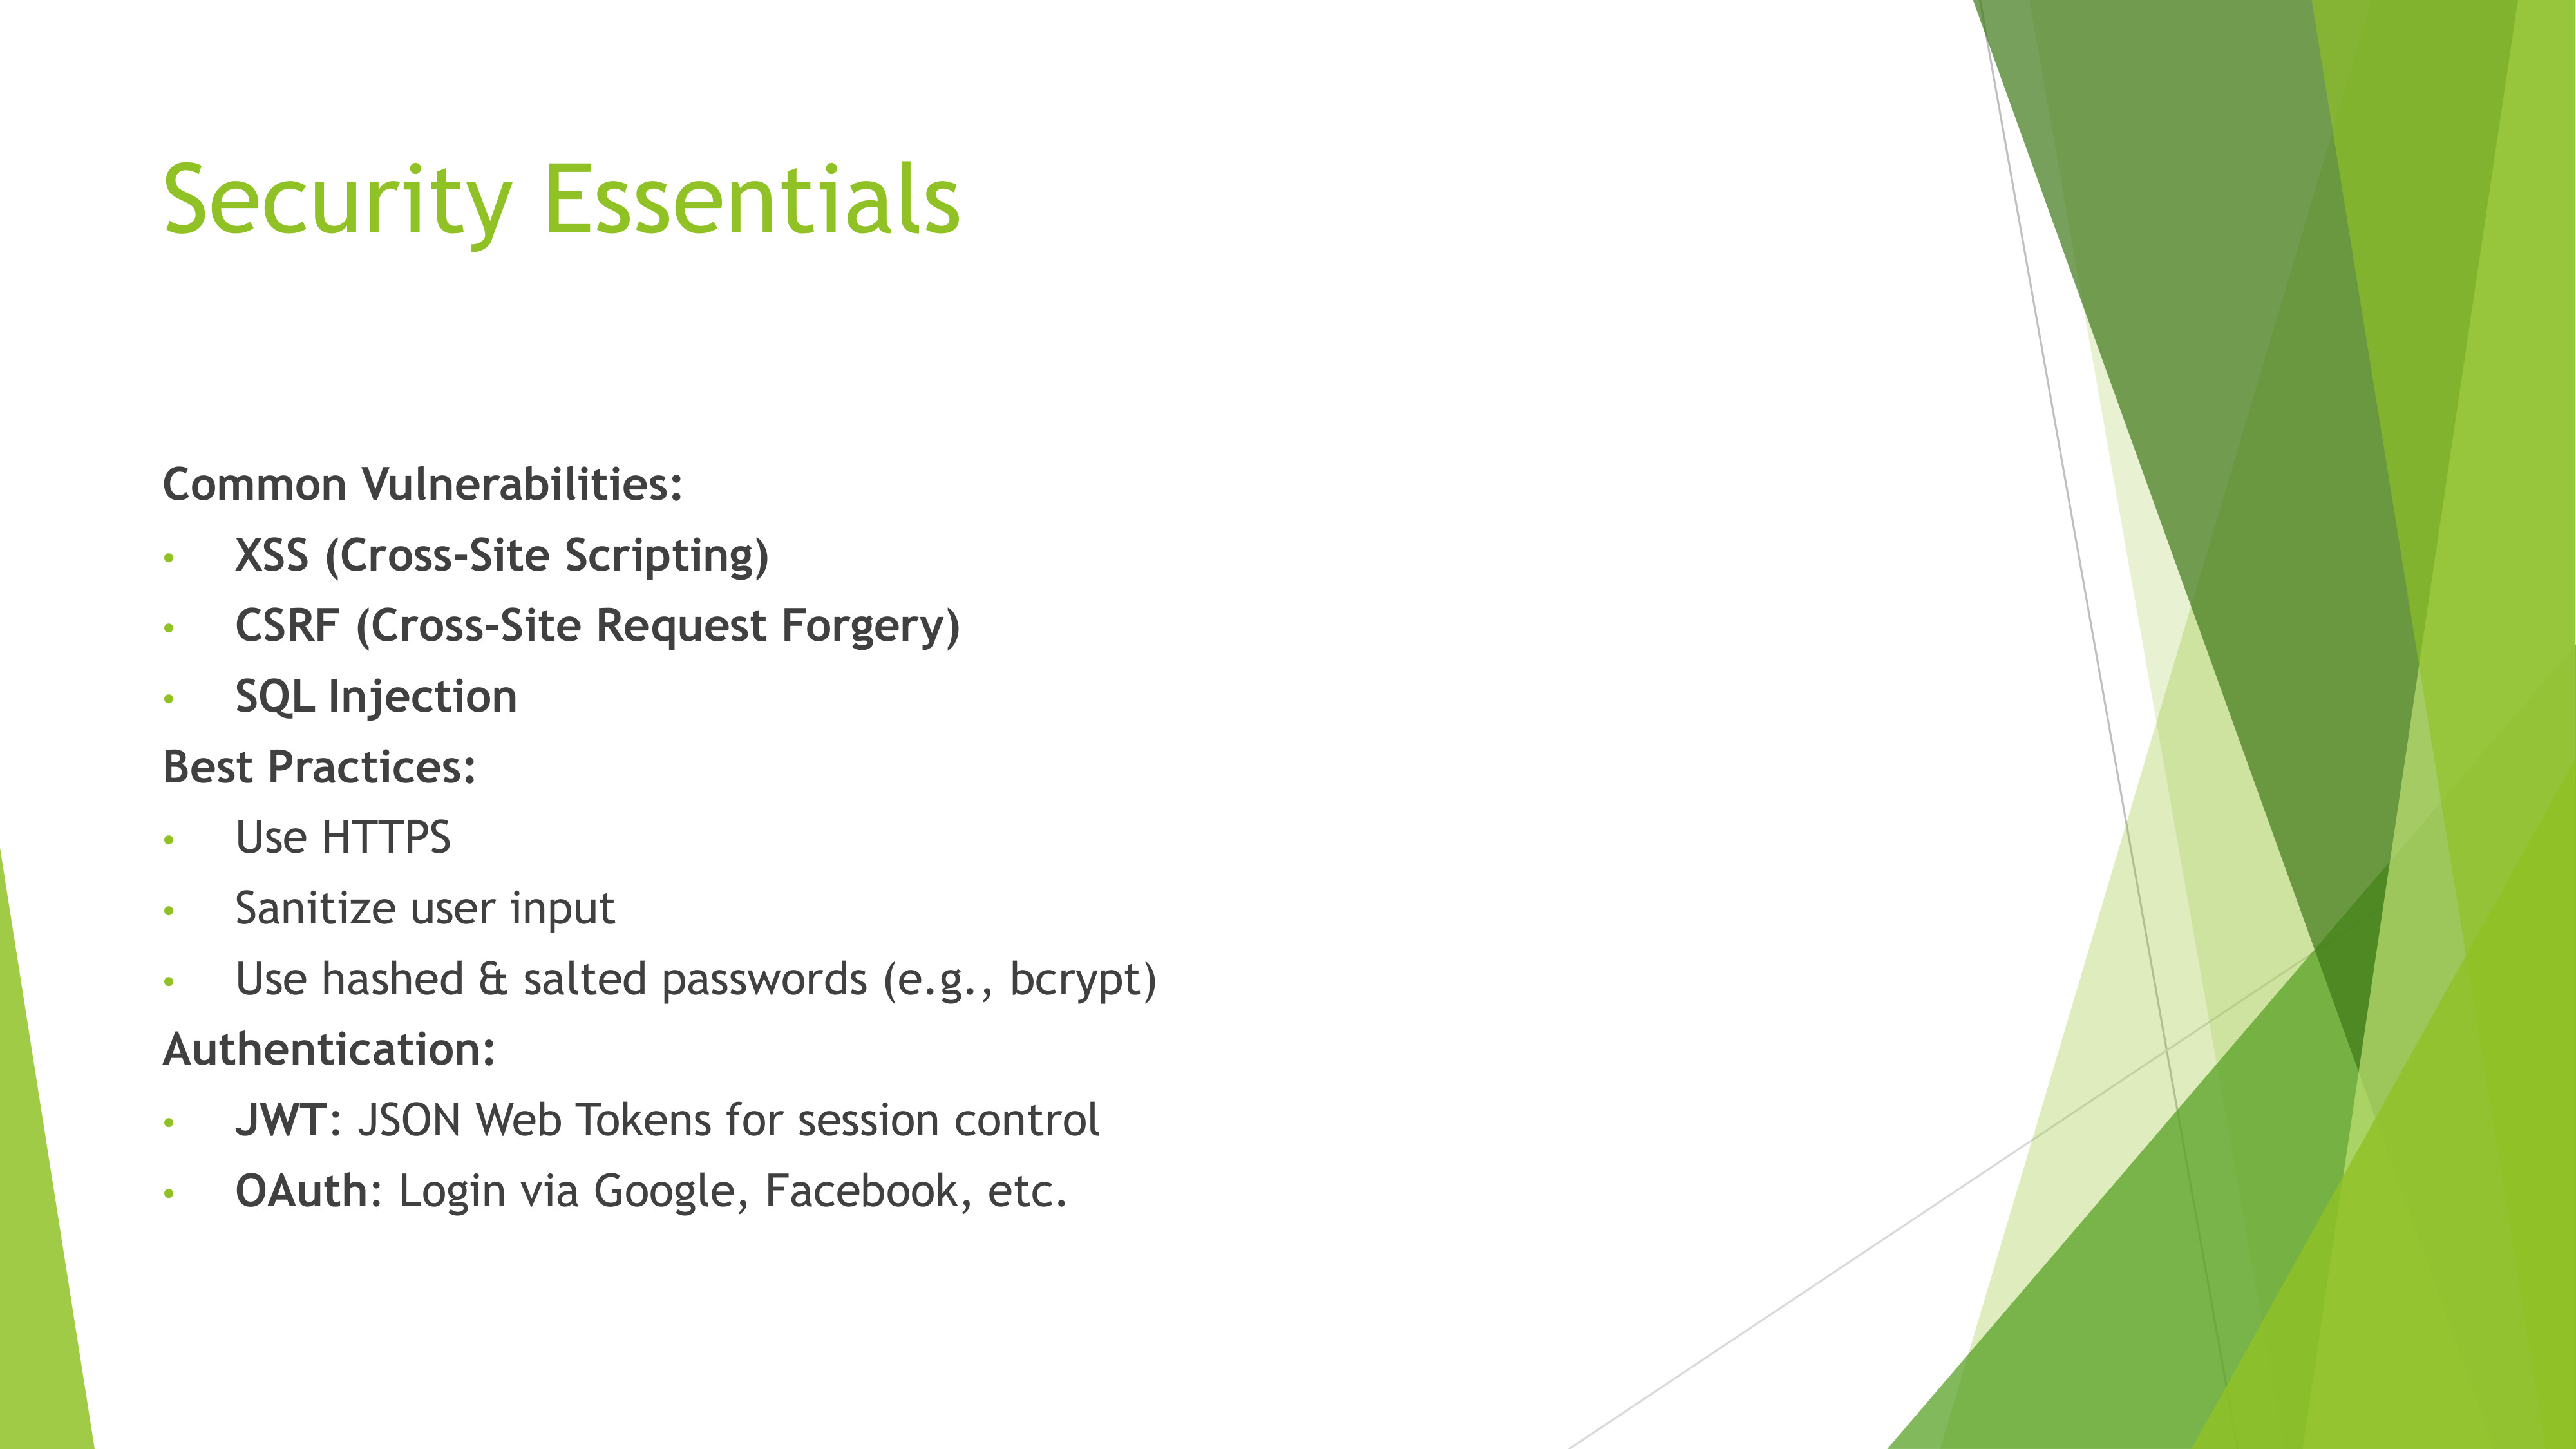 Security Essentials
Common Vulnerabilities:
• XSS (Cross-Site Scripting)
• CSRF (Cross-Site Request Forgery)
• SQL Injection
Best Practices:
• Use HTTPS
• Sanitize user input
• Use hashed & salted passwords (e.g., bcrypt)
Authentication:
• JWT: JSON Web Tokens for session control
• OAuth: Login via Google, Facebook, etc.